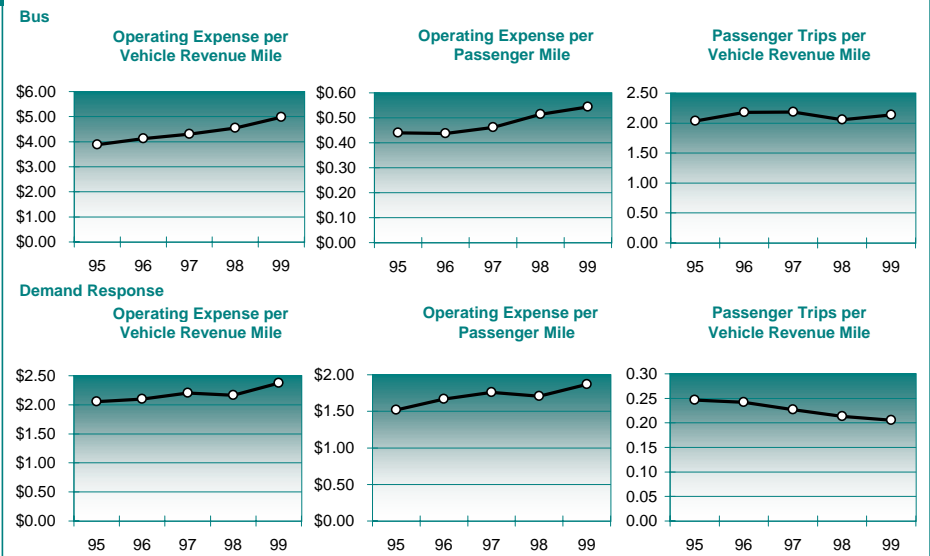 Bus
Operating Expense per
Vehicle Revenue Mile
$6.00
$5.00
$4.00
$3.00
$2.00
$1.00
$0.00
95 96 97 98 99
Operating Expense per
Passenger Mile
$0.60
$0.50
$0.40
$0.30
$0.20
$0.10
$0.00
95 96 97 98 99
Passenger Trips per
Vehicle Revenue Mile
2.50
2.00
1.50
1.00
0.50
0.00
95 96 97 98 99
Demand Response
Operating Expense per
Vehicle Revenue Mile
$2.50
$2.00
$1.50
$1.00
$0.50
$0.00
95 96 97 98 99
Operating Expense per
Passenger Mile
$2.00
$1.50
$1.00
$0.50
$0.00
95 96 97 98 99
Passenger Trips per
Vehicle Revenue Mile
0.30
0.25
0.20
0.15
0.10
0.05
0.00
95 96 97 98 99